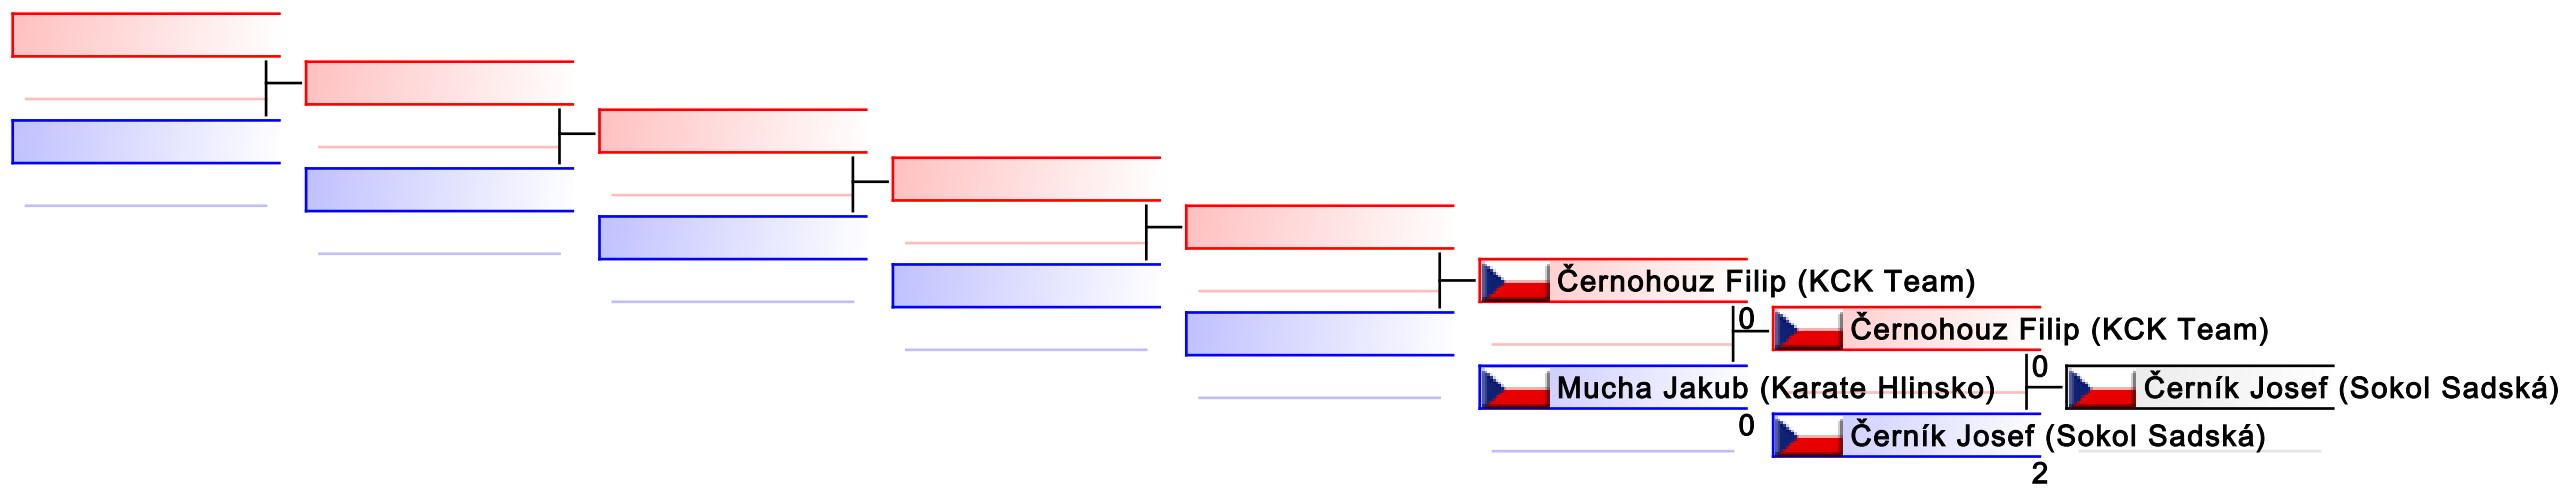 Černohouz Filip (KCK Team)
0
Mucha Jakub (Karate Hlinsko)
0
Černohouz Filip (KCK Team)
0
Černík Josef (Sokol Sadská)
2
Černík Josef (Sokol Sadská)